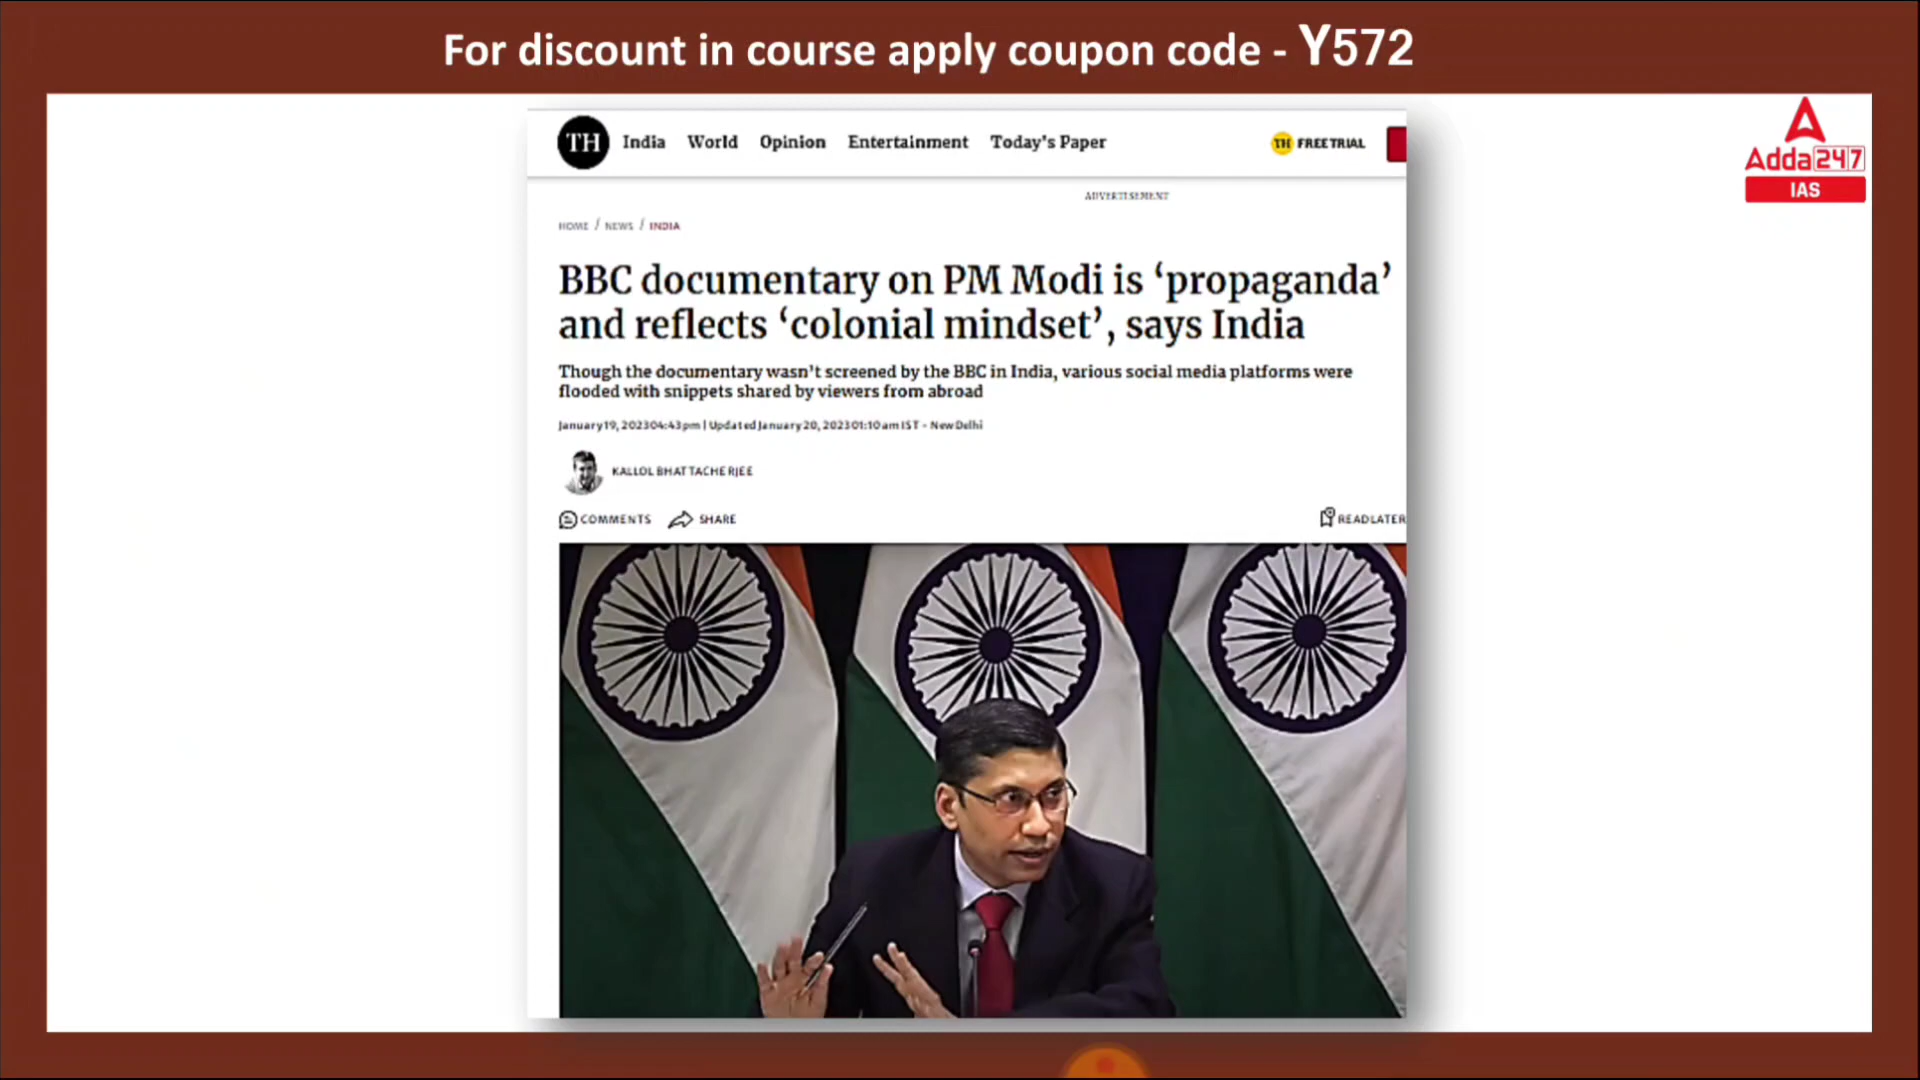 For discount in course apply coupon code - Y572
TH India World Opinion Entertainment Today's Paper TH FREE TRIAL
Adda247
IAS
ADVERTISEMENT
HOME / NEWS / INDIA
BBC documentary on PM Modi is ‘propaganda’
and reflects ‘colonial mindset’, says India
Though the documentary wasn’t screened by the BBC in India, various social media platforms were
flooded with snippets shared by viewers from abroad
January 19, 2023 04:43 pm | Updated January 20, 2023 01:10 am IST - New Delhi
KALLOL BHATTACHERJEE
COMMENTS SHARE READ LATER